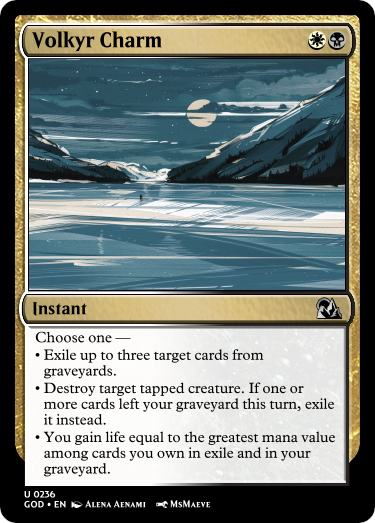 Volkyr Charm
Instant
Choose one —
• Exile up to three target cards from
graveyards.
• Destroy target tapped creature. If one or
more cards left your graveyard this turn, exile
it instead.
• You gain life equal to the greatest mana value
among cards you own in exile and in your
graveyard.
U 0236
GOD • EN Alena Aenami MsMaeve